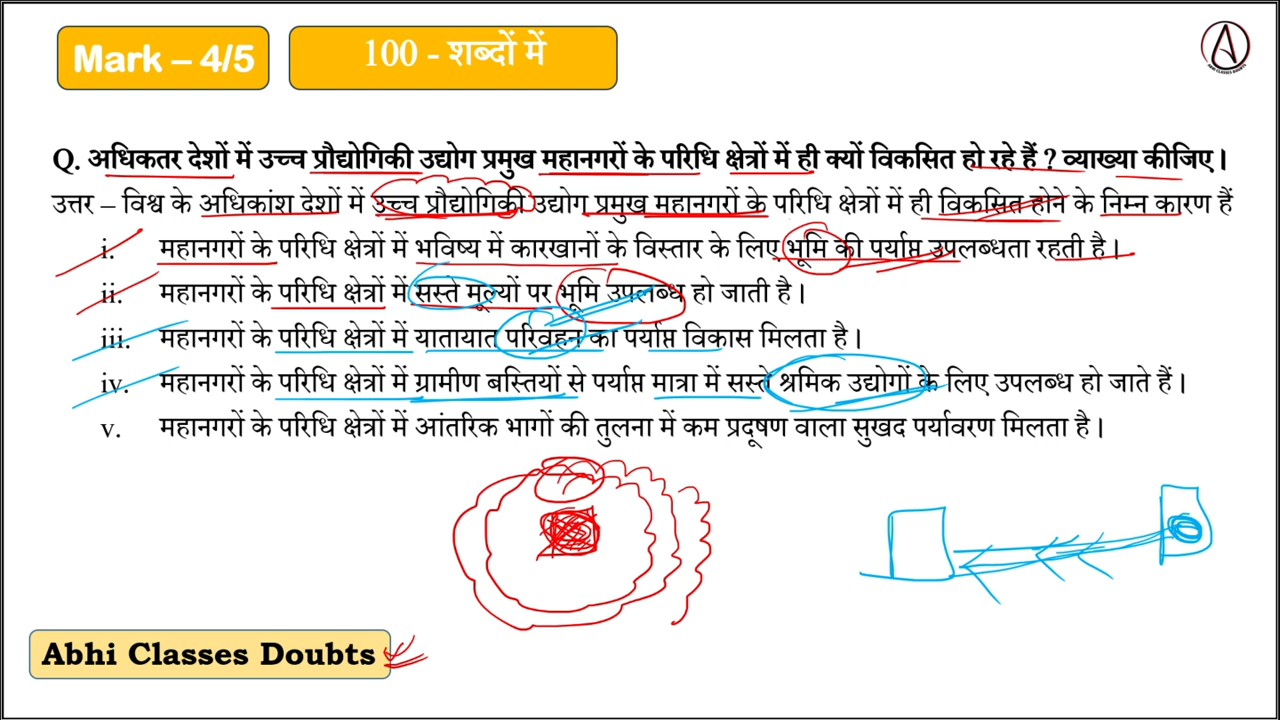 Mark – 4/5
100 - शब्दों में
ABHI CLASSES DOUBTS
Q. अधिकतर देशों में उच्च प्रौद्योगिकी उद्योग प्रमुख महानगरों के परिधि क्षेत्रों में ही क्यों विकसित हो रहे हैं ? व्याख्या कीजिए।
उत्तर – विश्व के अधिकांश देशों में उच्च प्रौद्योगिकी उद्योग प्रमुख महानगरों के परिधि क्षेत्रों में ही विकसित होने के निम्न कारण हैं
i. महानगरों के परिधि क्षेत्रों में भविष्य में कारखानों के विस्तार के लिए भूमि की पर्याप्त उपलब्धता रहती है।
ii. महानगरों के परिधि क्षेत्रों में सस्ते मूल्यों पर भूमि उपलब्ध हो जाती है।
iii. महानगरों के परिधि क्षेत्रों में यातायात परिवहन का पर्याप्त विकास मिलता है।
iv. महानगरों के परिधि क्षेत्रों में ग्रामीण बस्तियों से पर्याप्त मात्रा में सस्ते श्रमिक उद्योगों के लिए उपलब्ध हो जाते हैं।
v. महानगरों के परिधि क्षेत्रों में आंतरिक भागों की तुलना में कम प्रदूषण वाला सुखद पर्यावरण मिलता है।
Abhi Classes Doubts